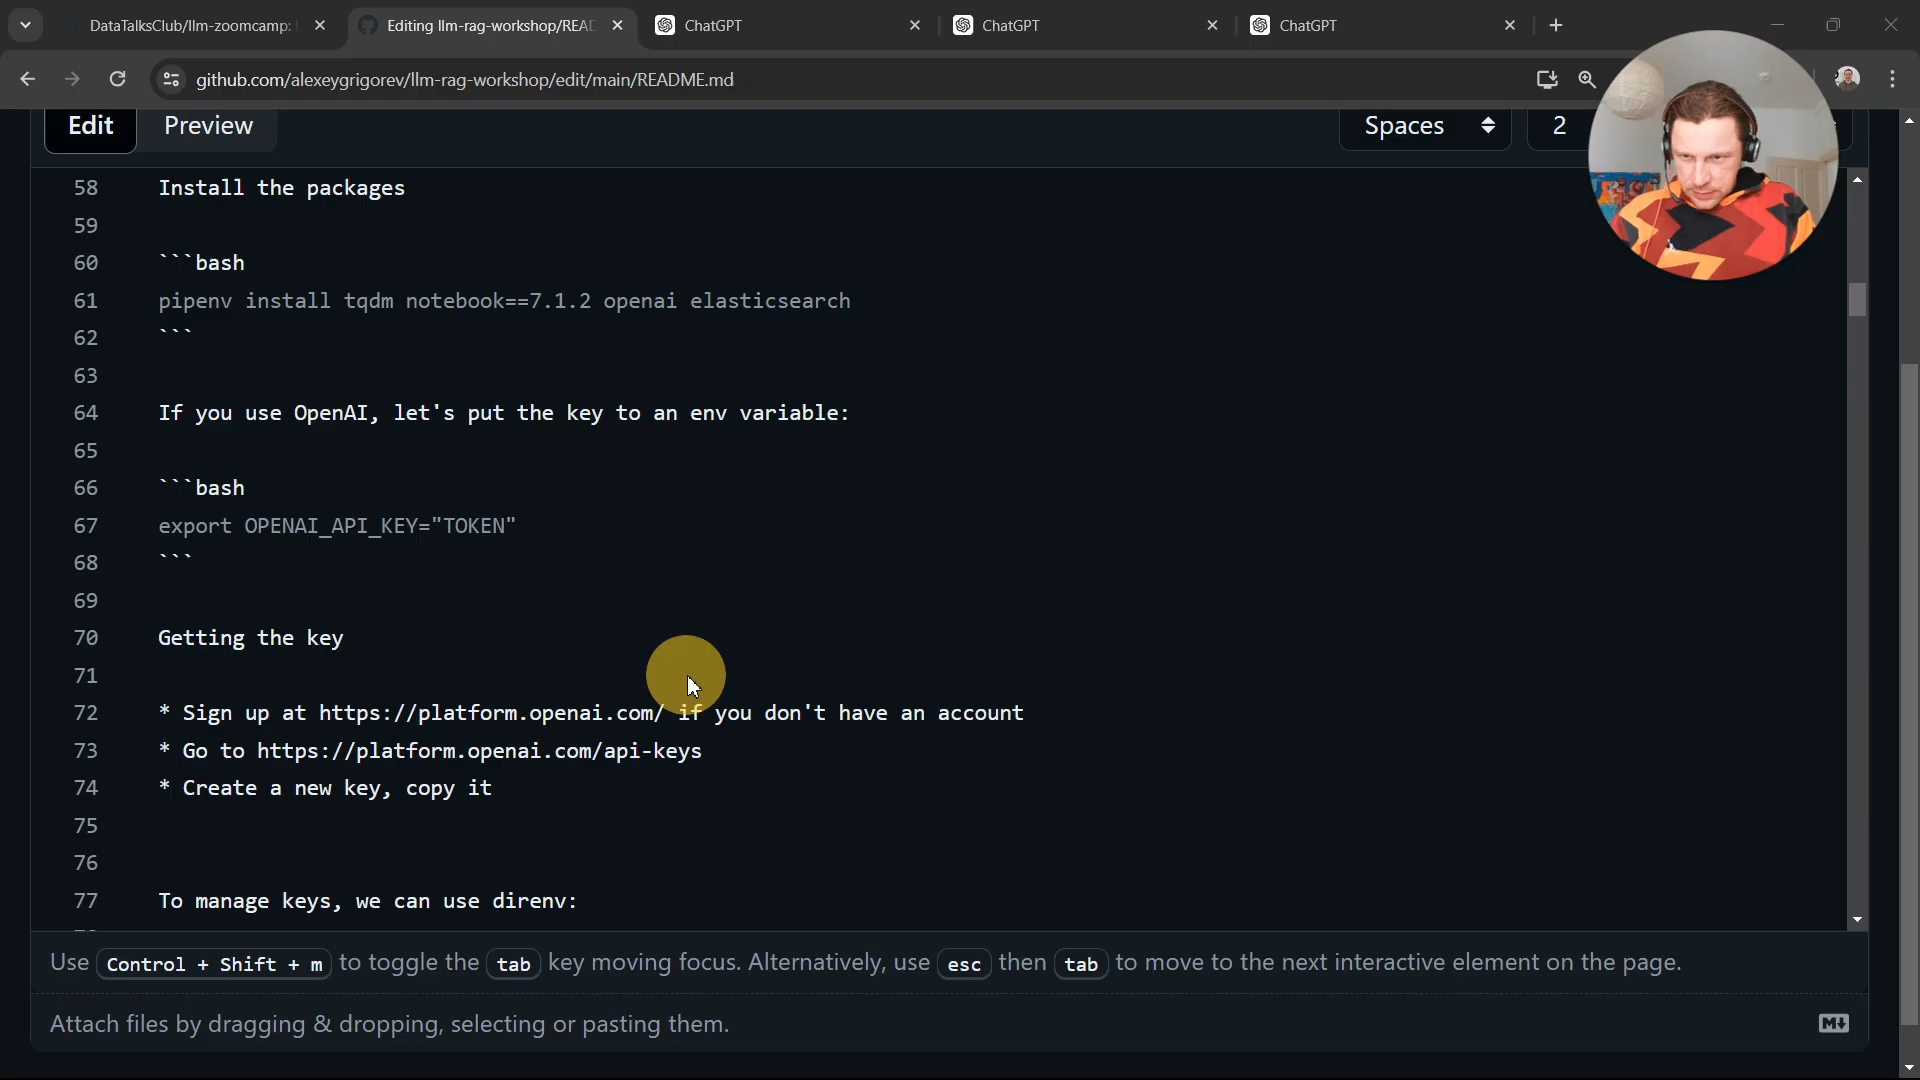 DataTalksClub/llm-zoomcamp:
Editing llm-rag-workshop/READ
ChatGPT
ChatGPT
ChatGPT
github.com/alexeygrigorev/llm-rag-workshop/edit/main/README.md
Edit
Preview
Spaces
2
58 Install the packages
59
60 ```bash
61 pipenv install tqdm notebook==7.1.2 openai elasticsearch
62 ```
63
64 If you use OpenAI, let's put the key to an env variable:
65
66 ```bash
67 export OPENAI_API_KEY="TOKEN"
68 ```
69
70 Getting the key
71
72 * Sign up at https://platform.openai.com/ if you don't have an account
73 * Go to https://platform.openai.com/api-keys
74 * Create a new key, copy it
75
76
77 To manage keys, we can use direnv:
Use Control + Shift + m to toggle the tab key moving focus. Alternatively, use esc then tab to move to the next interactive element on the page.
Attach files by dragging & dropping, selecting or pasting them.